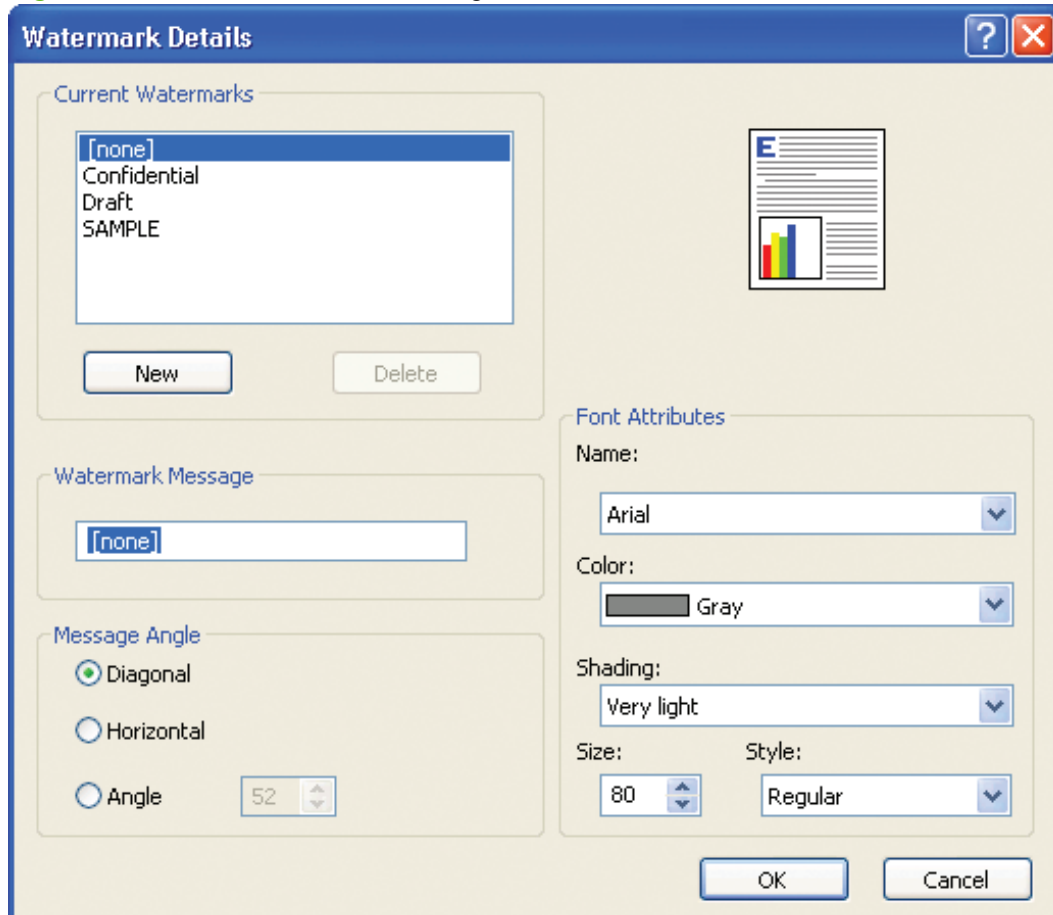 Watermark Details
Current Watermarks
[none]
Confidential
Draft
SAMPLE
New Delete
E
Watermark Message
[none]
Message Angle
Diagonal
Horizontal
Angle 52
Font Attributes
Name:
Arial
Color:
Gray
Shading:
Very light
Size: Style:
80 Regular
OK Cancel